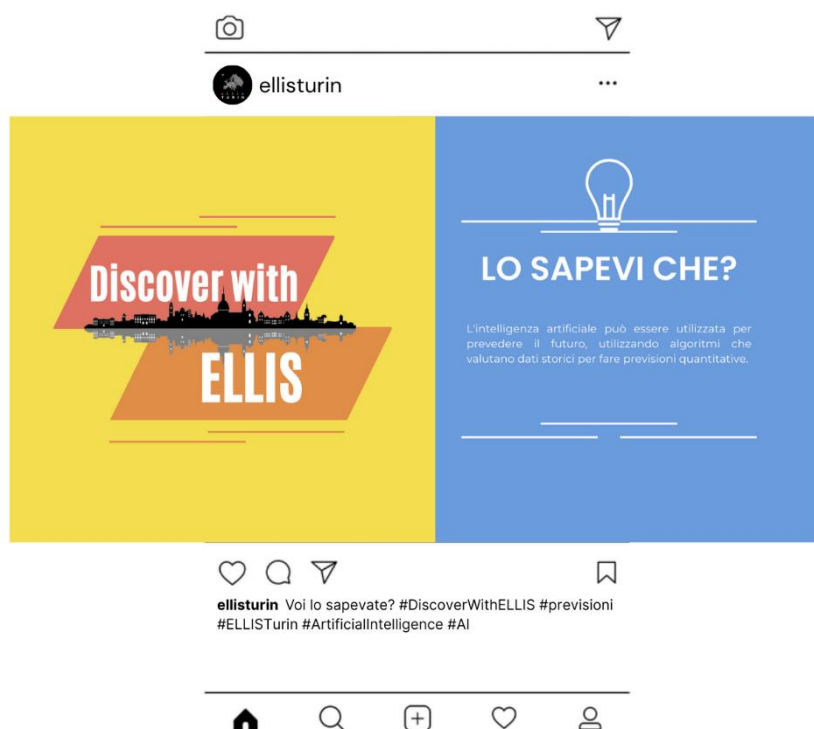 ellisturin
Discover with
ELLIS
LO SAPEVI CHE?
L'intelligenza artificiale può essere utilizzata per
prevedere il futuro, utilizzando algoritmi che
valutano dati storici per fare previsioni quantitative.
ellisturin Voi lo sapevate? #DiscoverWithELLIS #previsioni
#ELLISTurin #ArtificialIntelligence #AI